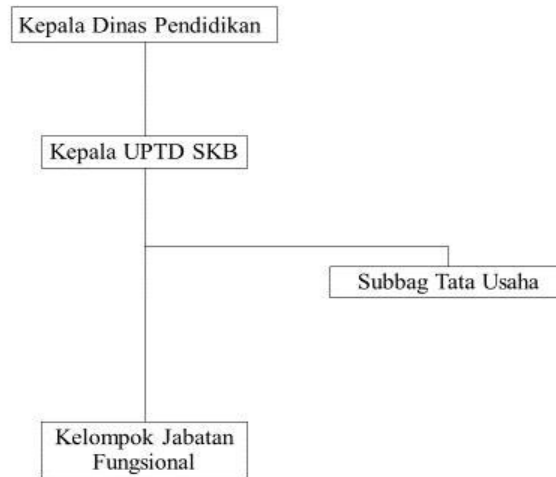 Kepala Dinas Pendidikan
Kepala UPTD SKB
Subbag Tata Usaha
Kelompok Jabatan
Fungsional